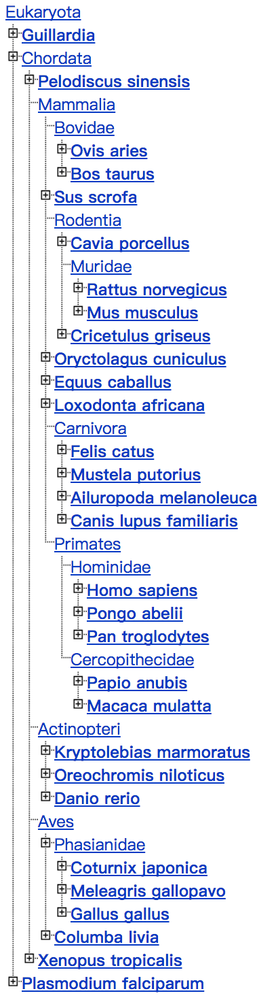 Eukaryota
Guillardia
Chordata
Pelodiscus sinensis
Mammalia
Bovidae
Ovis aries
Bos taurus
Sus scrofa
Rodentia
Cavia porcellus
Muridae
Rattus norvegicus
Mus musculus
Cricetulus griseus
Oryctolagus cuniculus
Equus caballus
Loxodonta africana
Carnivora
Felis catus
Mustela putorius
Ailuropoda melanoleuca
Canis lupus familiaris
Primates
Hominidae
Homo sapiens
Pongo abelii
Pan troglodytes
Cercopithecidae
Papio anubis
Macaca mulatta
Actinopteri
Kryptolebias marmoratus
Oreochromis niloticus
Danio rerio
Aves
Phasianidae
Coturnix japonica
Meleagris gallopavo
Gallus gallus
Columba livia
Xenopus tropicalis
Plasmodium falciparum